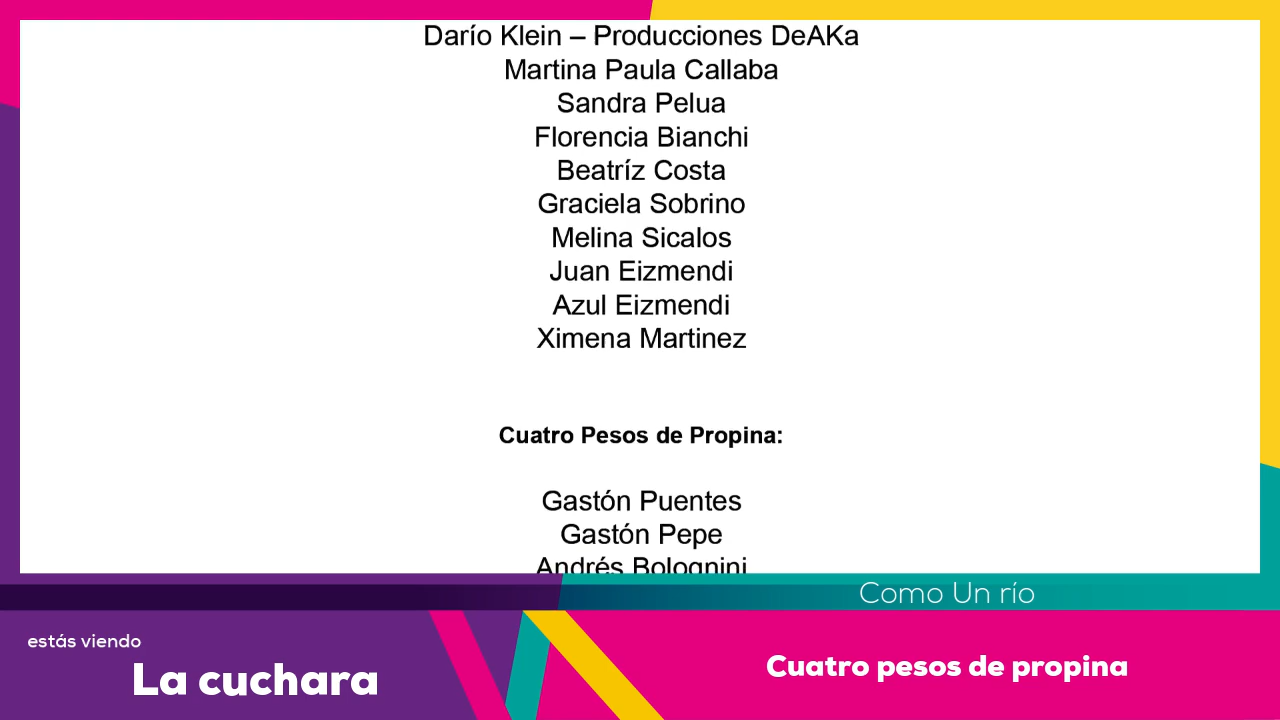 Darío Klein – Producciones DeAKa
Martina Paula Callaba
Sandra Pelua
Florencia Bianchi
Beatríz Costa
Graciela Sobrino
Melina Sicalos
Juan Eizmendi
Azul Eizmendi
Ximena Martinez
Cuatro Pesos de Propina:
Gastón Puentes
Gastón Pepe
Andrés Bolognini
Como Un río
estás viendo
La cuchara
Cuatro pesos de propina